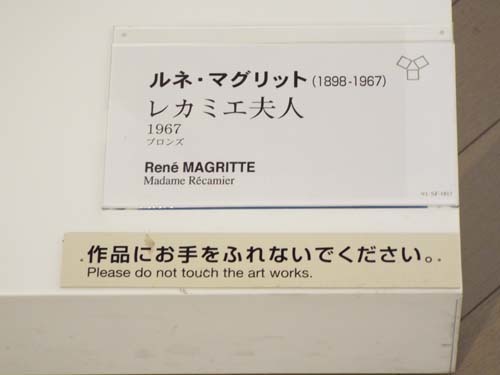 ルネ・マグリット(1898-1967)
レカミエ夫人
1967
ブロンズ
René MAGRITTE
Madame Récamier
作品にお手をふれないでください。
Please do not touch the art works.